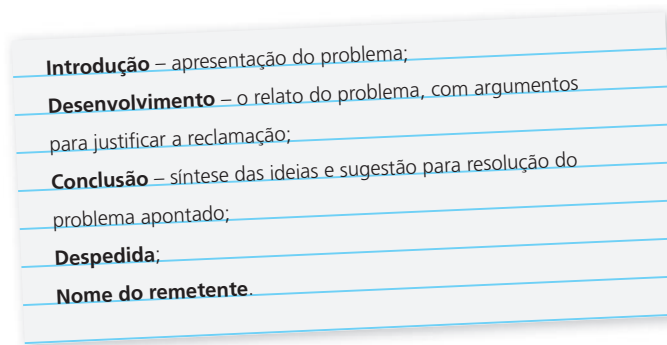 Introdução – apresentação do problema;
Desenvolvimento – o relato do problema, com argumentos
para justificar a reclamação;
Conclusão – síntese das ideias e sugestão para resolução do
problema apontado;
Despedida;
Nome do remetente.